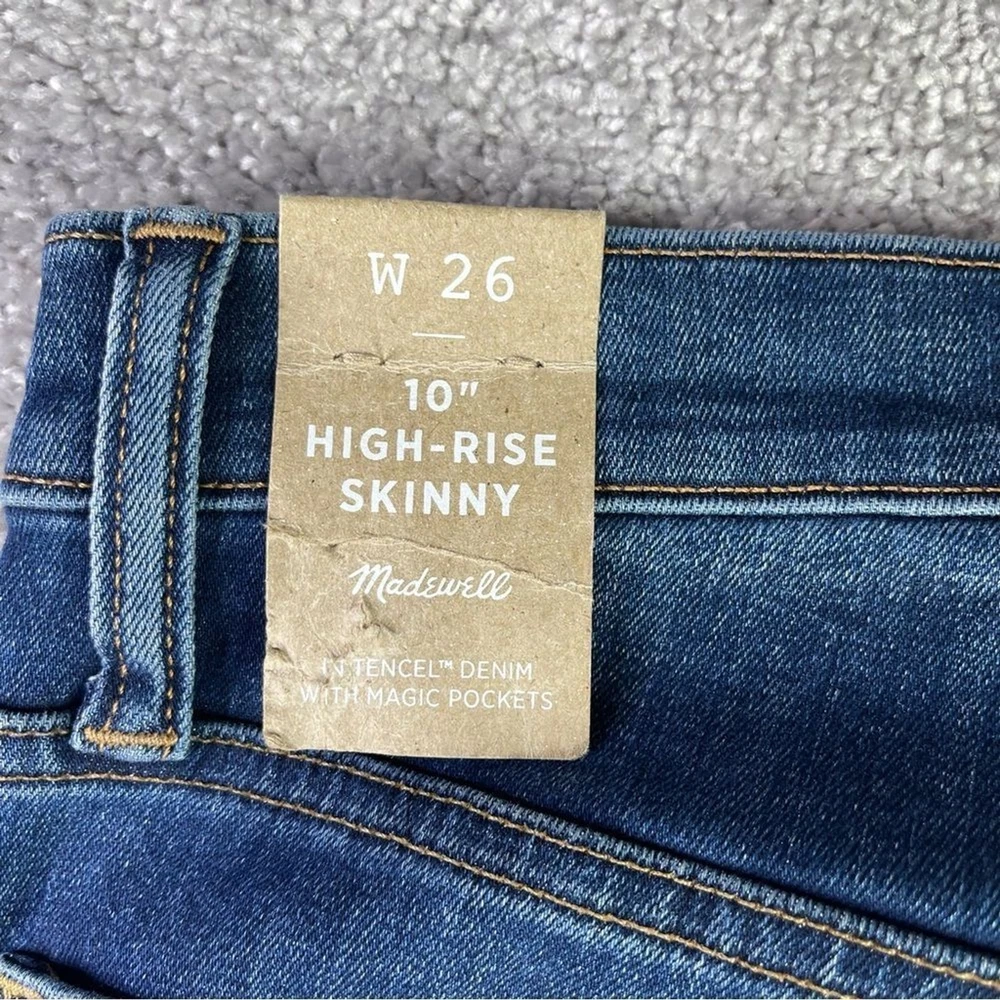 W 26
10"
HIGH-RISE
SKINNY
Madewell
IN TENCEL™ DENIM
WITH MAGIC POCKETS